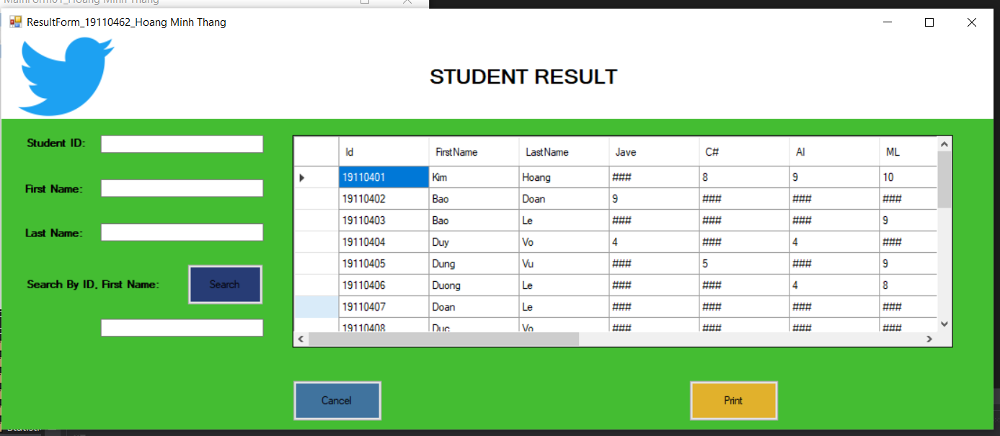 MainForm01_Hoang Minh Thang
ResultForm_19110462_Hoang Minh Thang
STUDENT RESULT
Student ID:
First Name:
Last Name:
Search By ID, First Name:
Search
Id FirstName LastName Jave C# AI ML
19110401 Kim Hoang ### 8 9 10
19110402 Bao Doan 9 ### ### ###
19110403 Bao Le ### ### ### 9
19110404 Duy Vo 4 ### 4 ###
19110405 Dung Vu ### 5 ### 9
19110406 Duong Le ### ### 4 8
19110407 Doan Le ### ### ### ###
19110408 Duc Vo ### ### ### ###
Cancel
Print